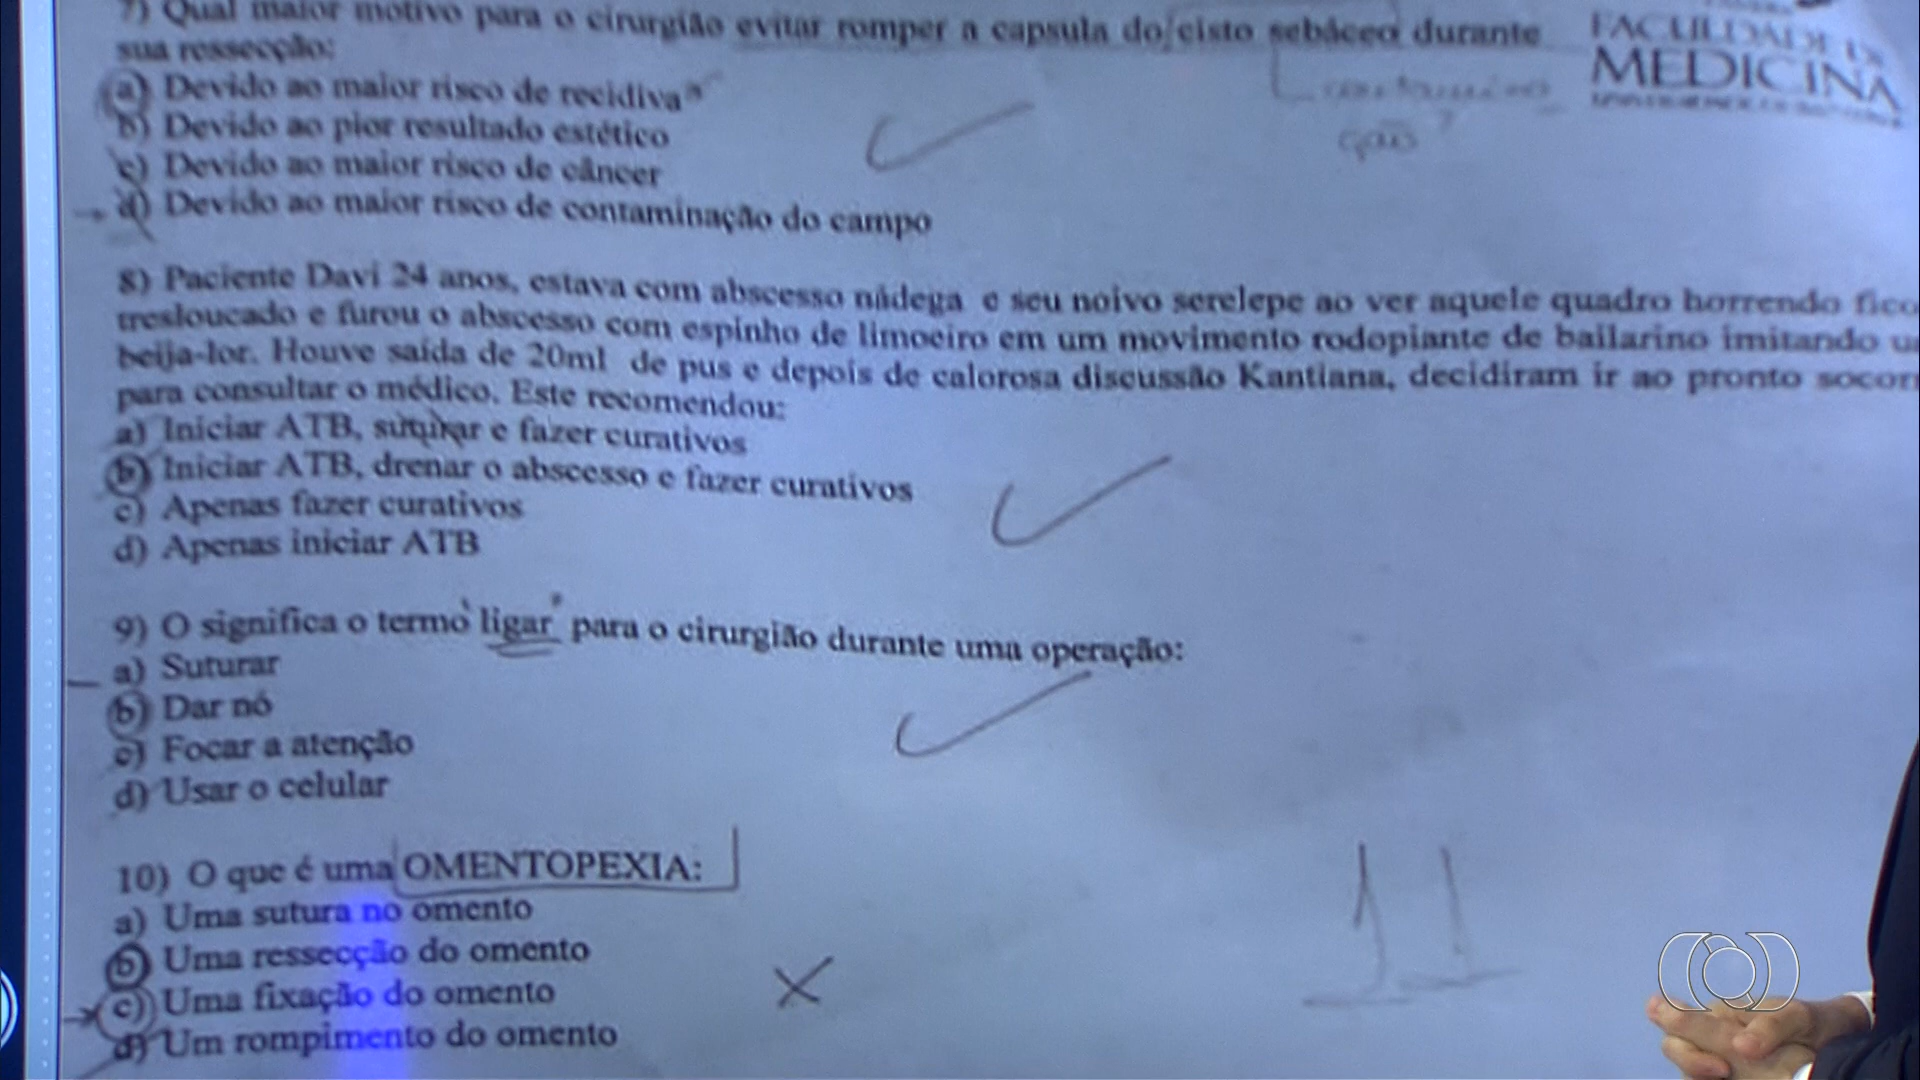 7) Qual maior motivo para o cirurgião evitar romper a capsula do cisto sebáceo durante
sua ressecção:
a) Devido ao maior risco de recidiva
b) Devido ao pior resultado estético
c) Devido ao maior risco de câncer
d) Devido ao maior risco de contaminação do campo
FACULDADE DE
MEDICINA
8) Paciente Davi 24 anos, estava com abscesso nádega e seu noivo serelepe ao ver aquele quadro horrendo fico
tresloucado e furou o abscesso com espinho de limoeiro em um movimento rodopiante de bailarino imitando u
beija-lor. Houve saída de 20ml de pus e depois de calorosa discussão Kantiana, decidiram ir ao pronto socorr
para consultar o médico. Este recomendou:
a) Iniciar ATB, suturar e fazer curativos
b) Iniciar ATB, drenar o abscesso e fazer curativos
c) Apenas fazer curativos
d) Apenas iniciar ATB
9) O significa o termo "ligar" para o cirurgião durante uma operação:
a) Suturar
b) Dar nó
c) Focar a atenção
d) Usar o celular
10) O que é uma OMENTOPEXIA:
a) Uma sutura no omento
b) Uma ressecção do omento
c) Uma fixação do omento
d) Um rompimento do omento